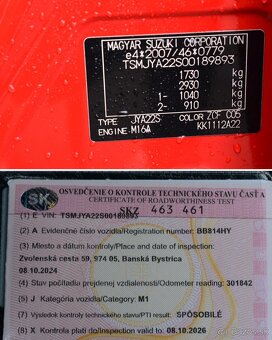 MAGYAR SUZUKI CORPORATION
e4*2007/46*0779
TSMJYA22S00189893
1730 kg
2930 kg
1- 1040 kg
2- 910 kg
TYPE JYA22S COLOR ZCF C05
ENGINE M16A KK1112A22
SK
OSVEDČENIE O KONTROLE TECHNICKÉHO STAVU ČASŤ A
CERTIFICATE OF ROADWORTHINESS TEST
(1) E VIN: TSMJYA22S00189893
SKZ 463 461
(2) A Evidenčné číslo vozidla/Registration number: BB814HY
(3) Miesto a dátum kontroly/Place and date of inspection:
Zvolenská cesta 59, 974 05, Banská Bystrica
08.10.2024
(4) Stav počítadla prejdenej vzdialenosti/Odometer reading: 301842
(5) J Kategória vozidla/Category: M1
(7) Výsledok kontroly technického stavu/PTI result: SPÔSOBILÉ
(8) X Kontrola platí do/Inspection valid to: 08.10.2026